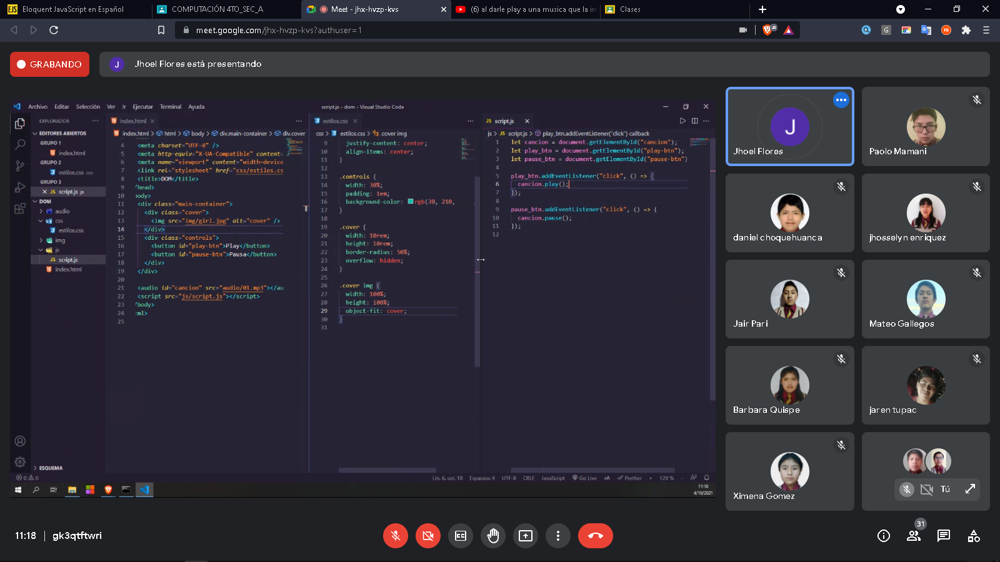 Eloquent JavaScript en Español
COMPUTACIÓN 4TO_SEC_A
Meet - jhx-hvzp-kvs
(6) al darle play a una musica que la in
Clases
meet.google.com/jhx-hvzp-kvs?authuser=1
GRABANDO
J
Jhoel Flores está presentando
Archivo Editar Selección Ver Ir Ejecutar Terminal Ayuda
script.js - dom - Visual Studio Code
EXPLORADOR
EDITORES ABIERTOS
GRUPO 1
index.html
GRUPO 2
estilos.css css
GRUPO 3
JS script.js js
DOM
audio
css
estilos.css
img
js
JS script.js
index.html
ESQUEMA
index.html
index.html > html > body > div.main-container > div.cover
4 <meta charset="UTF-8" />
5 <meta http-equiv="X-UA-Compatible" content=
6 <meta name="viewport" content="width=device
7 <link rel="stylesheet" href="css/estilos.cs
8 <title>DOM</title>
9 /head>
10 body>
11 <div class="main-container">
12 <div class="cover">
13 <img src="img/girl.jpg" alt="cover" />
14 </div>
15 <div class="controls">
16 <button id="play-btn">Play</button>
17 <button id="pause-btn">Pausa</button>
18 </div>
19 </div>
20
21 <audio id="cancion" src="audio/01.mp3"></au
22 <script src="js/script.js"></script>
23 /body>
24 tml>
25
estilos.css
css > estilos.css > .cover img
9 justify-content: center;
10 align-items: center;
11 }
12
13 .controls {
14 width: 30%;
15 padding: 1em;
16 background-color: rgb(30, 210,
17 }
18
19 .cover {
20 width: 10rem;
21 height: 10rem;
22 border-radius: 50%;
23 overflow: hidden;
24 }
25
26 .cover img {
27 width: 100%;
28 height: 100%;
29 object-fit: cover;
30 }
31
JS script.js
js > JS script.js > play_btn.addEventListener("click") callback
1 let cancion = document.getElementById("cancion");
2 let play_btn = document.getElementById("play-btn");
3 let pause_btn = document.getElementById("pause-btn")
4
5 play_btn.addEventListener("click", () => {
6 cancion.play();
7 });
8
9 pause_btn.addEventListener("click", () => {
10 cancion.pause();
11 });
12
0 0
Lín. 6, col. 18 Espacios: 4 UTF-8 CRLF JavaScript Go Live Prettier 120 %
11:18
4/10/2021
J
Jhoel Flores
Paolo Mamani
daniel choquehuanca
jhosselyn enriquez
Jair Pari
Mateo Gallegos
Barbara Quispe
jaren tupac
Ximena Gomez
Tú
11:18 | gk3qtftwri
31